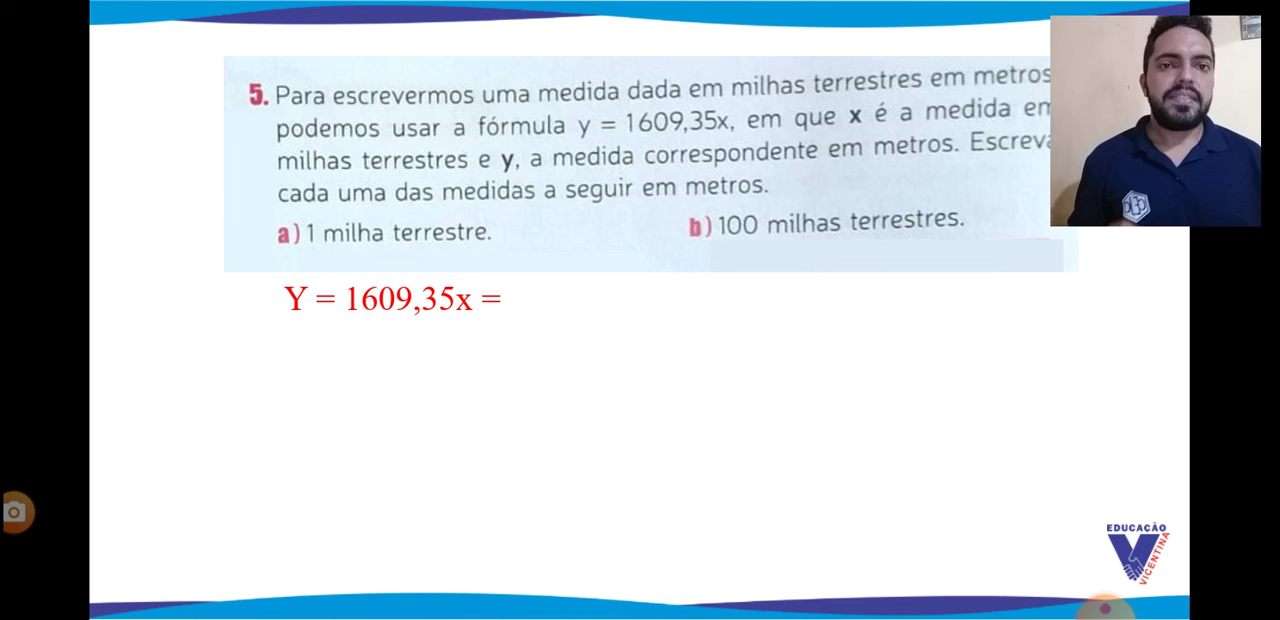 5. Para escrevermos uma medida dada em milhas terrestres em metros
podemos usar a fórmula y = 1609,35x, em que x é a medida em
milhas terrestres e y, a medida correspondente em metros. Escreva
cada uma das medidas a seguir em metros.
a) 1 milha terrestre.
b) 100 milhas terrestres.
Y = 1609,35x =
EDUCAÇÃO
VICENTINA